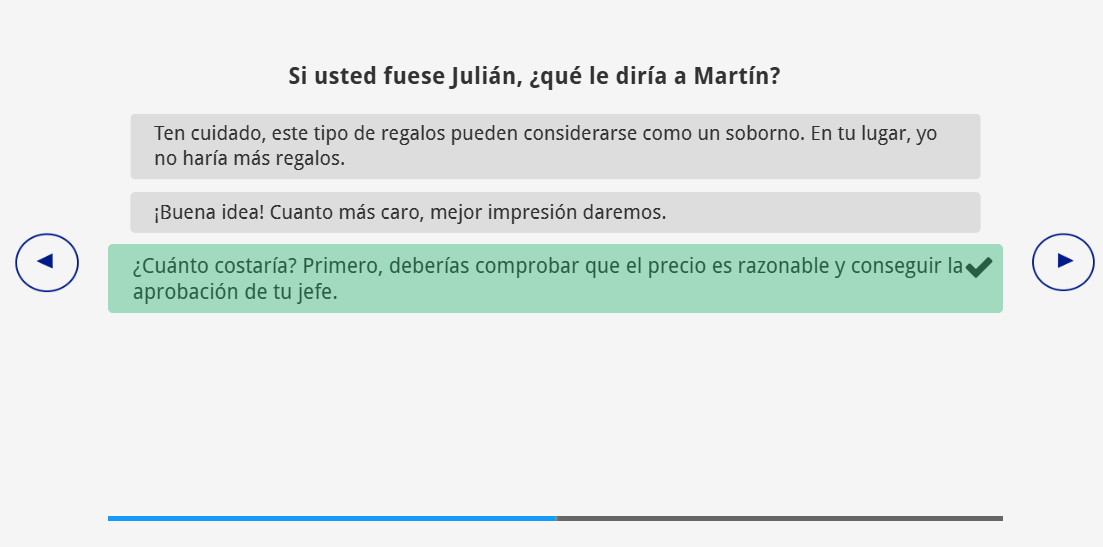 Si usted fuese Julián, ¿qué le diría a Martín?
Ten cuidado, este tipo de regalos pueden considerarse como un soborno. En tu lugar, yo
no haría más regalos.
¡Buena idea! Cuanto más caro, mejor impresión daremos.
¿Cuánto costaría? Primero, deberías comprobar que el precio es razonable y conseguir la
aprobación de tu jefe.